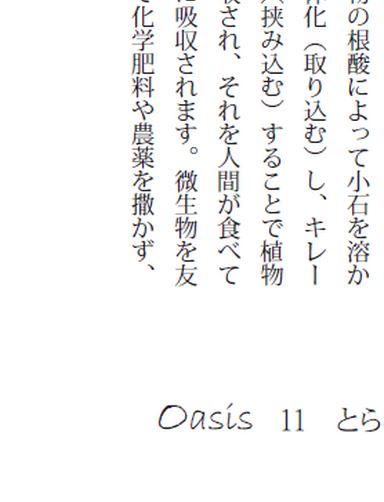 物の根酸によって小石を溶か
体化（取り込む）し、キレー
（挟み込む）することで植物
され、それを人間が食べて
に吸収されます。微生物を友
化学肥料や農薬を撒かず、
Oasis 11 とら